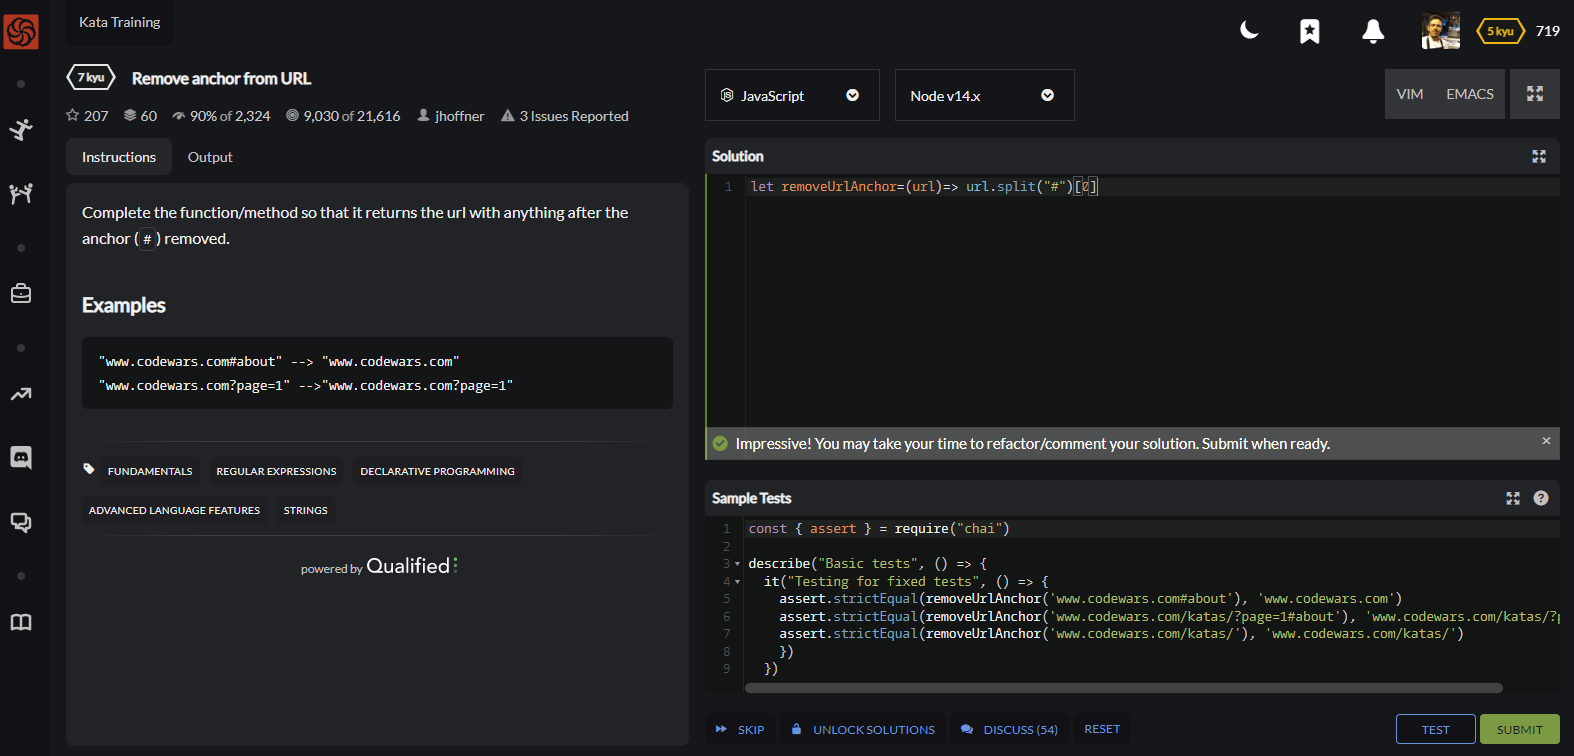 Kata Training
5 kyu 719
7 kyu Remove anchor from URL
207 60 90% of 2,324 9,030 of 21,616 jhoffner 3 Issues Reported
Instructions Output
Complete the function/method so that it returns the url with anything after the
anchor ( # ) removed.
Examples
"www.codewars.com#about" --> "www.codewars.com"
"www.codewars.com?page=1" -->"www.codewars.com?page=1"
FUNDAMENTALS REGULAR EXPRESSIONS DECLARATIVE PROGRAMMING
ADVANCED LANGUAGE FEATURES STRINGS
powered by Qualified
JavaScript Node v14.x VIM EMACS
Solution
1 let removeUrlAnchor=(url)=> url.split("#")[0]
Impressive! You may take your time to refactor/comment your solution. Submit when ready. ×
Sample Tests ?
1 const { assert } = require("chai")
2
3 describe("Basic tests", () => {
4 it("Testing for fixed tests", () => {
5 assert.strictEqual(removeUrlAnchor('www.codewars.com#about'), 'www.codewars.com')
6 assert.strictEqual(removeUrlAnchor('www.codewars.com/katas/?page=1#about'), 'www.codewars.com/katas/?p
7 assert.strictEqual(removeUrlAnchor('www.codewars.com/katas/'), 'www.codewars.com/katas/')
8 })
9 })
SKIP UNLOCK SOLUTIONS DISCUSS (54) RESET TEST SUBMIT